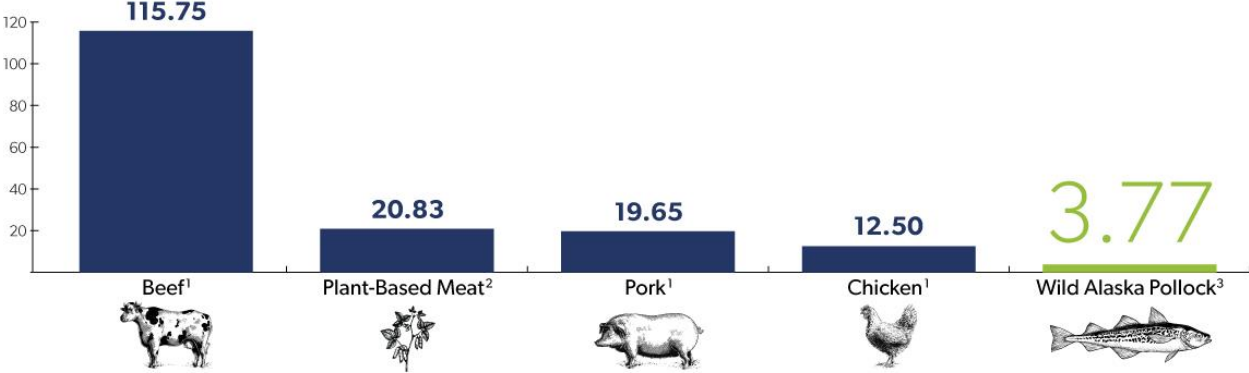 115.75
120
100
80
60
40
20
20.83
19.65
12.50
3.77
Beef¹
Plant-Based Meat²
Pork¹
Chicken¹
Wild Alaska Pollock³